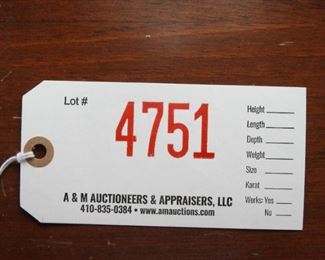 Lot #
4751
Height
Length
Depth
Weight
Size
Karat
Works: Yes
No
A & M AUCTIONEERS & APPRAISERS, LLC
410-835-0384 • www.amauctions.com